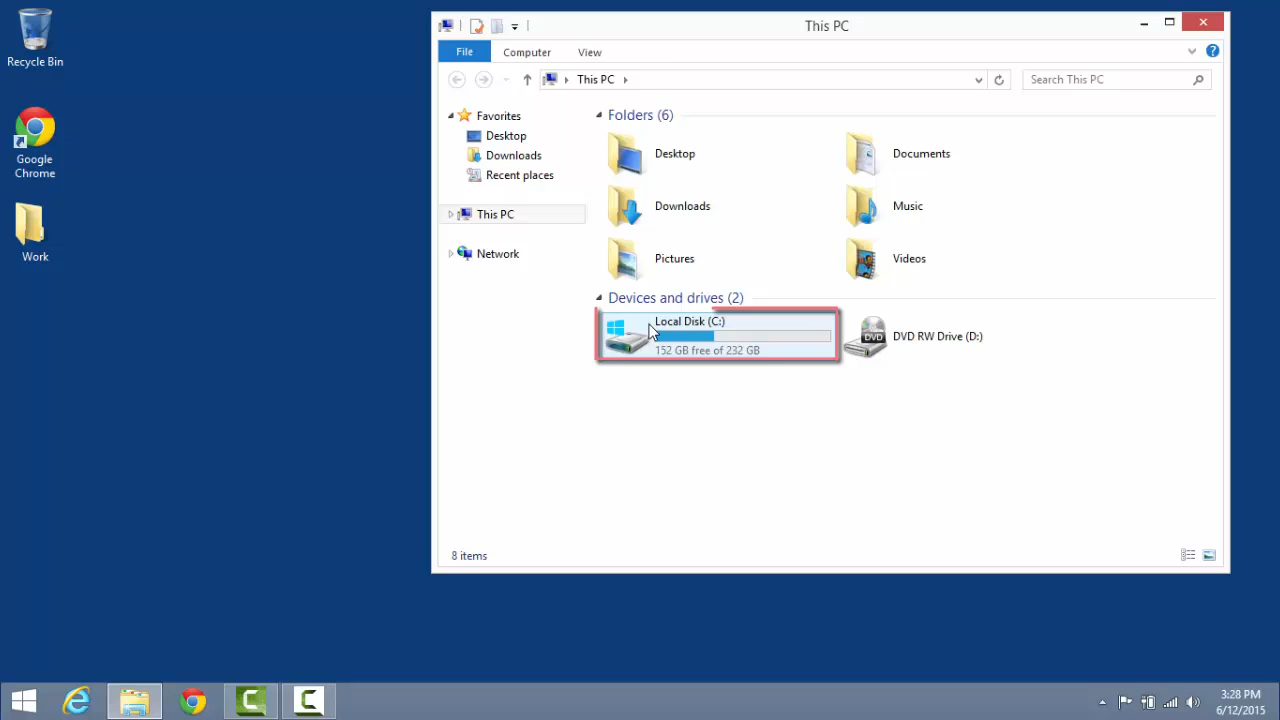 Recycle Bin
Google
Chrome
Work
This PC
File
Computer
View
This PC
Search This PC
Favorites
Desktop
Downloads
Recent places
This PC
Network
Folders (6)
Desktop
Documents
Downloads
Music
Pictures
Videos
Devices and drives (2)
Local Disk (C:)
152 GB free of 232 GB
DVD
DVD RW Drive (D:)
8 items
3:28 PM
6/12/2015